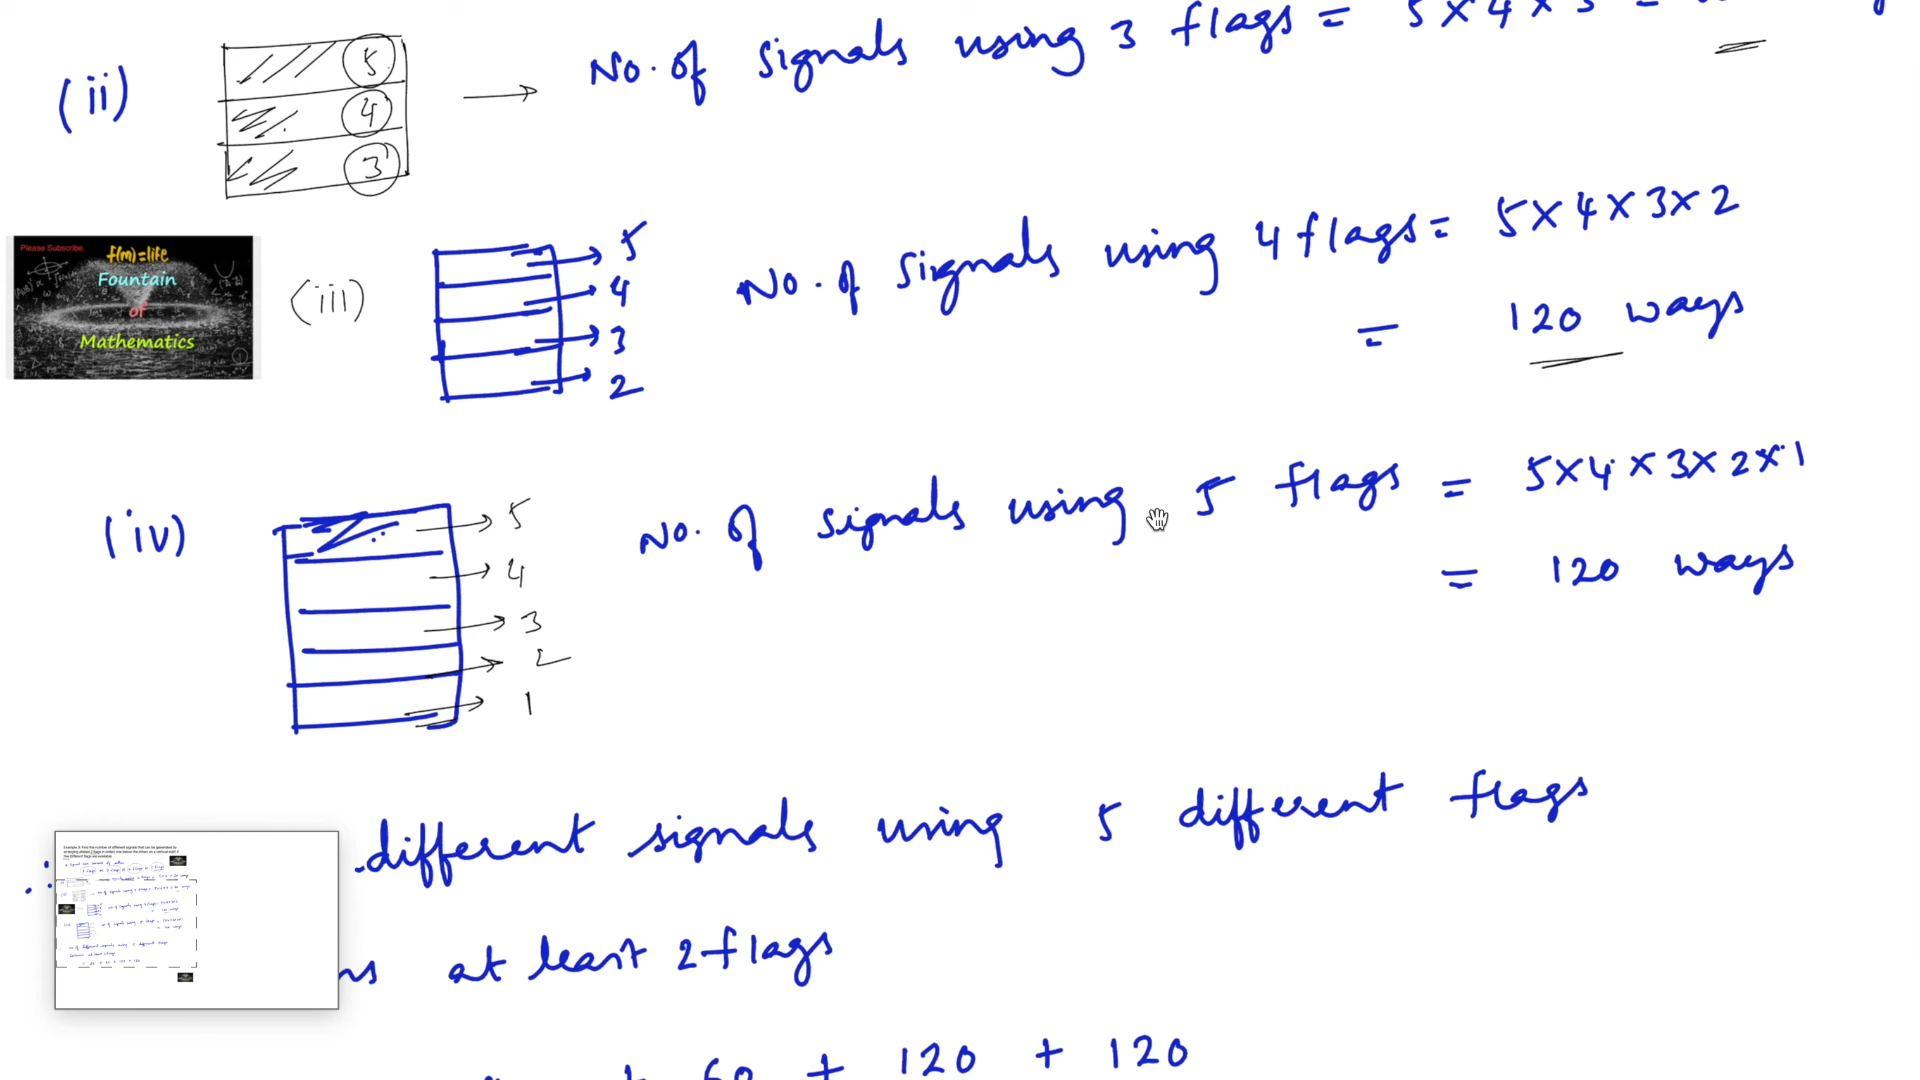 (ii) 5 4 3 → No. of signals using 3 flags = 5 x 4 x 3 =
Please Subscribe
f(m)=life
Fountain
of
Mathematics
(iii) 5 4 3 2 No. of signals using 4 flags = 5 x 4 x 3 x 2
= 120 ways
(iv) 5 4 3 2 1 No. of signals using 5 flags = 5 x 4 x 3 x 2 x 1
= 120 ways
different signals using 5 different flags
at least 2 flags
60 + 120 + 120